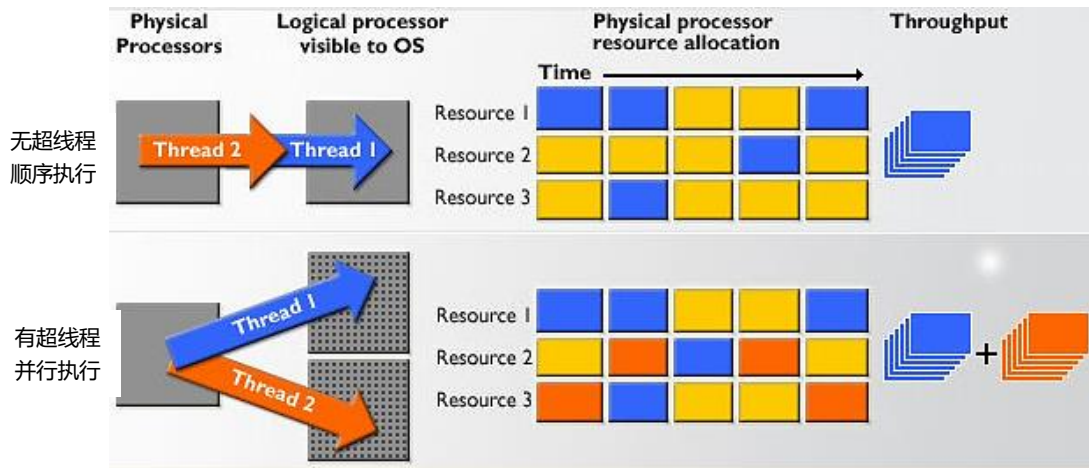 Physical
Processors
Logical processor
visible to OS
Physical processor
resource allocation
Throughput
Time
无超线程
顺序执行
Thread 2
Thread 1
Resource 1
Resource 2
Resource 3
有超线程
并行执行
Thread 1
Thread 2
Resource 1
Resource 2
Resource 3
+